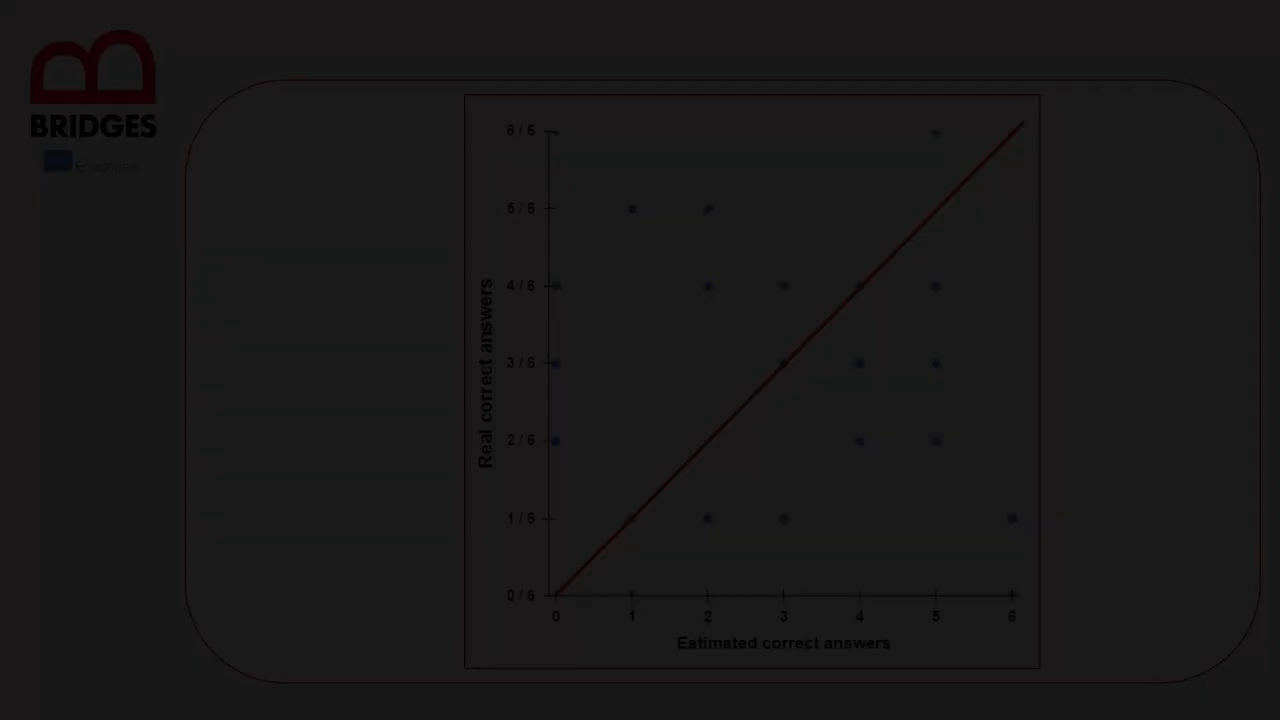 BRIDGES
Erasmus+
6 / 6
5 / 6
4 / 6
3 / 6
2 / 6
1 / 6
0 / 6
Real correct answers
0 1 2 3 4 5 6
Estimated correct answers